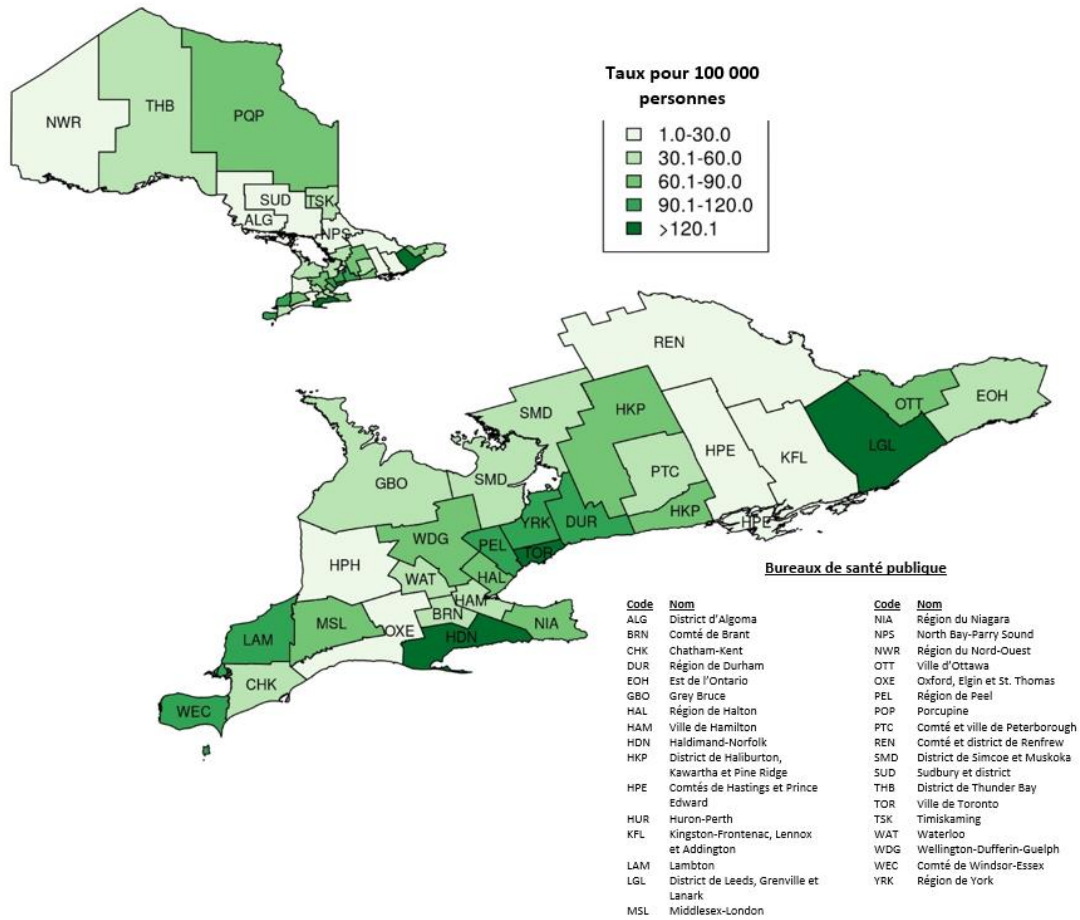 Taux pour 100 000
personnes
1.0-30.0
30.1-60.0
60.1-90.0
90.1-120.0
>120.1
NWR
THB
PQP
SUD
TSK
ALG
NPS
REN
SMD
HKP
OTT
EOH
HPE
KFL
LGL
PTC
GBO
SMD
HKP
YRK
DUR
HPE
WDG
PEL
TOR
HPH
WAT
HAL
HAM
BRN
NIA
MSL
OXE
HDN
LAM
CHK
WEC
Bureaux de santé publique
Code Nom
ALG District d'Algoma
BRN Comté de Brant
CHK Chatham-Kent
DUR Région de Durham
EOH Est de l'Ontario
GBO Grey Bruce
HAL Région de Halton
HAM Ville de Hamilton
HDN Haldimand-Norfolk
HKP District de Haliburton,
Kawartha et Pine Ridge
HPE Comtés de Hastings et Prince
Edward
HUR Huron-Perth
KFL Kingston-Frontenac, Lennox
et Addington
LAM Lambton
LGL District de Leeds, Grenville et
Lanark
MSL Middlesex-London
Code Nom
NIA Région du Niagara
NPS North Bay-Parry Sound
NWR Région du Nord-Ouest
OTT Ville d'Ottawa
OXE Oxford, Elgin et St. Thomas
PEL Région de Peel
POP Porcupine
PTC Comté et ville de Peterborough
REN Comté et district de Renfrew
SMD District de Simcoe et Muskoka
SUD Sudbury et district
THB District de Thunder Bay
TOR Ville de Toronto
TSK Timiskaming
WAT Waterloo
WDG Wellington-Dufferin-Guelph
WEC Comté de Windsor-Essex
YRK Région de York